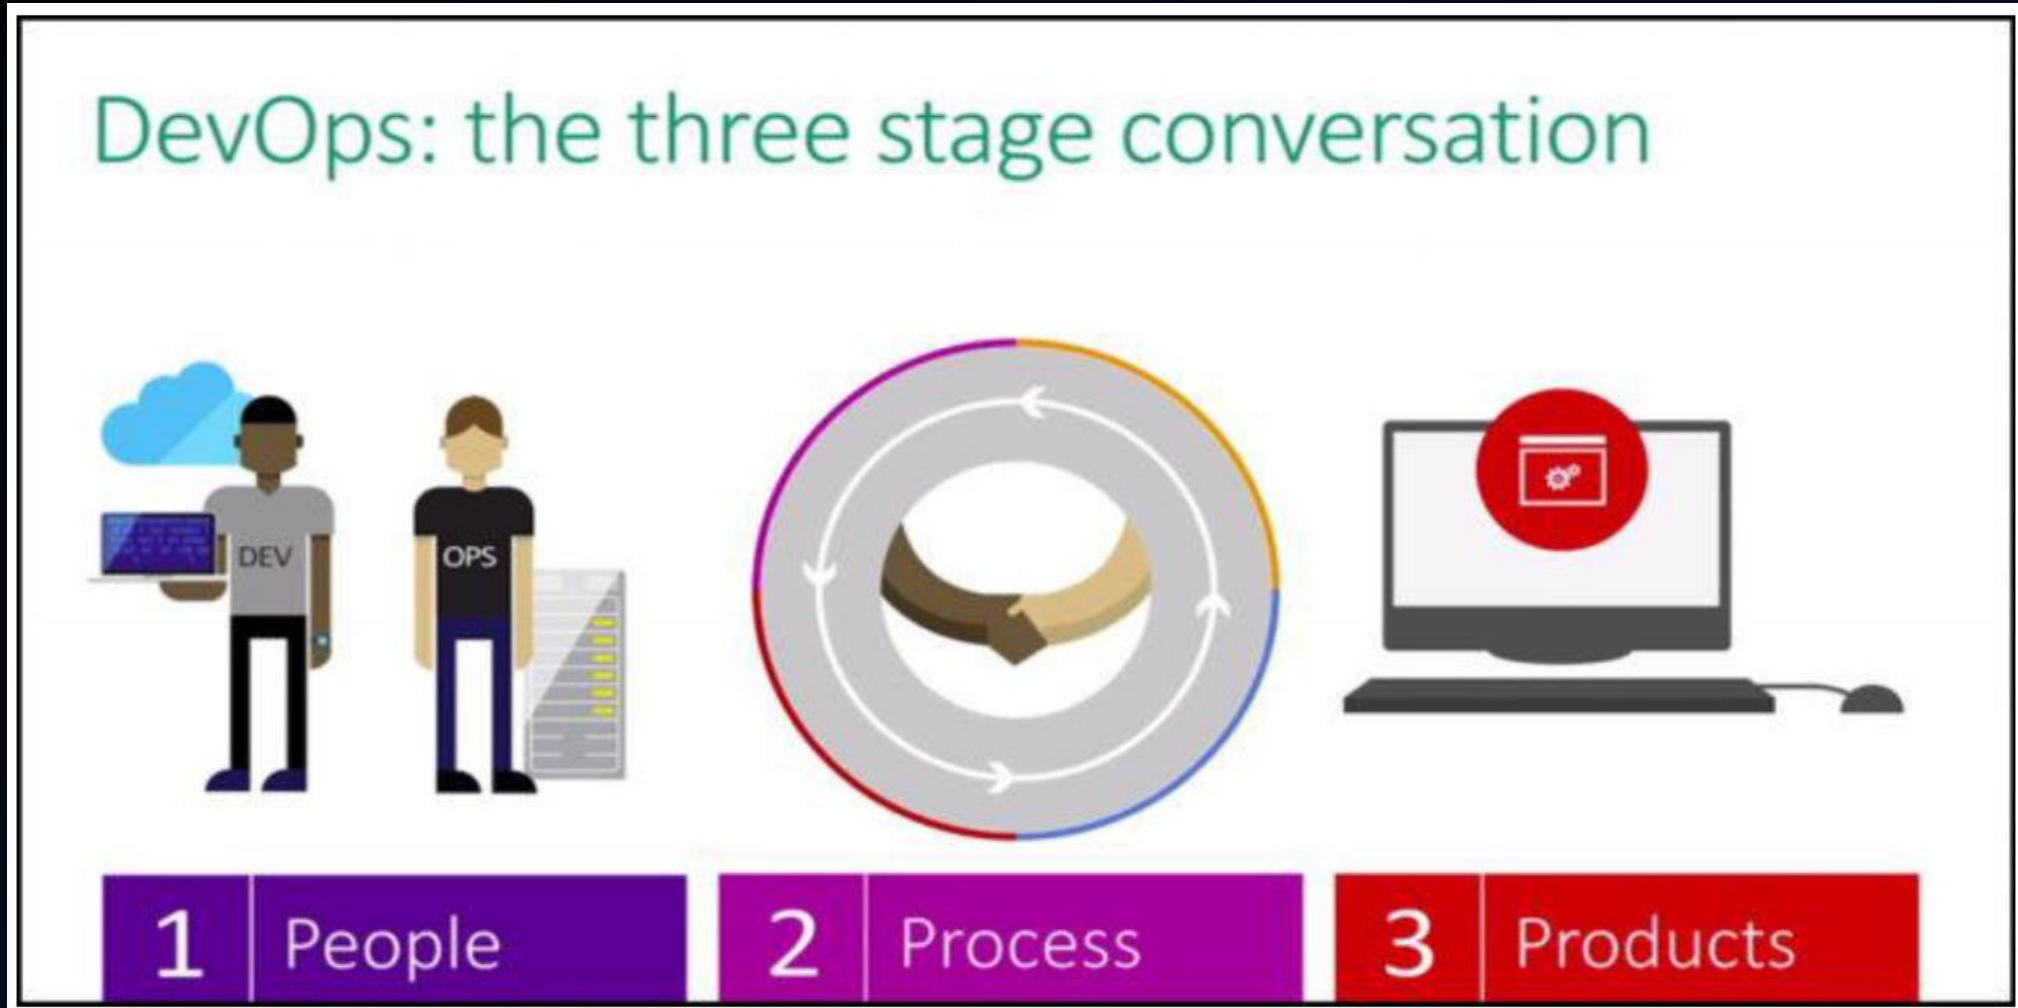 DevOps: the three stage conversation
DEV
OPS
1 People
2 Process
3 Products